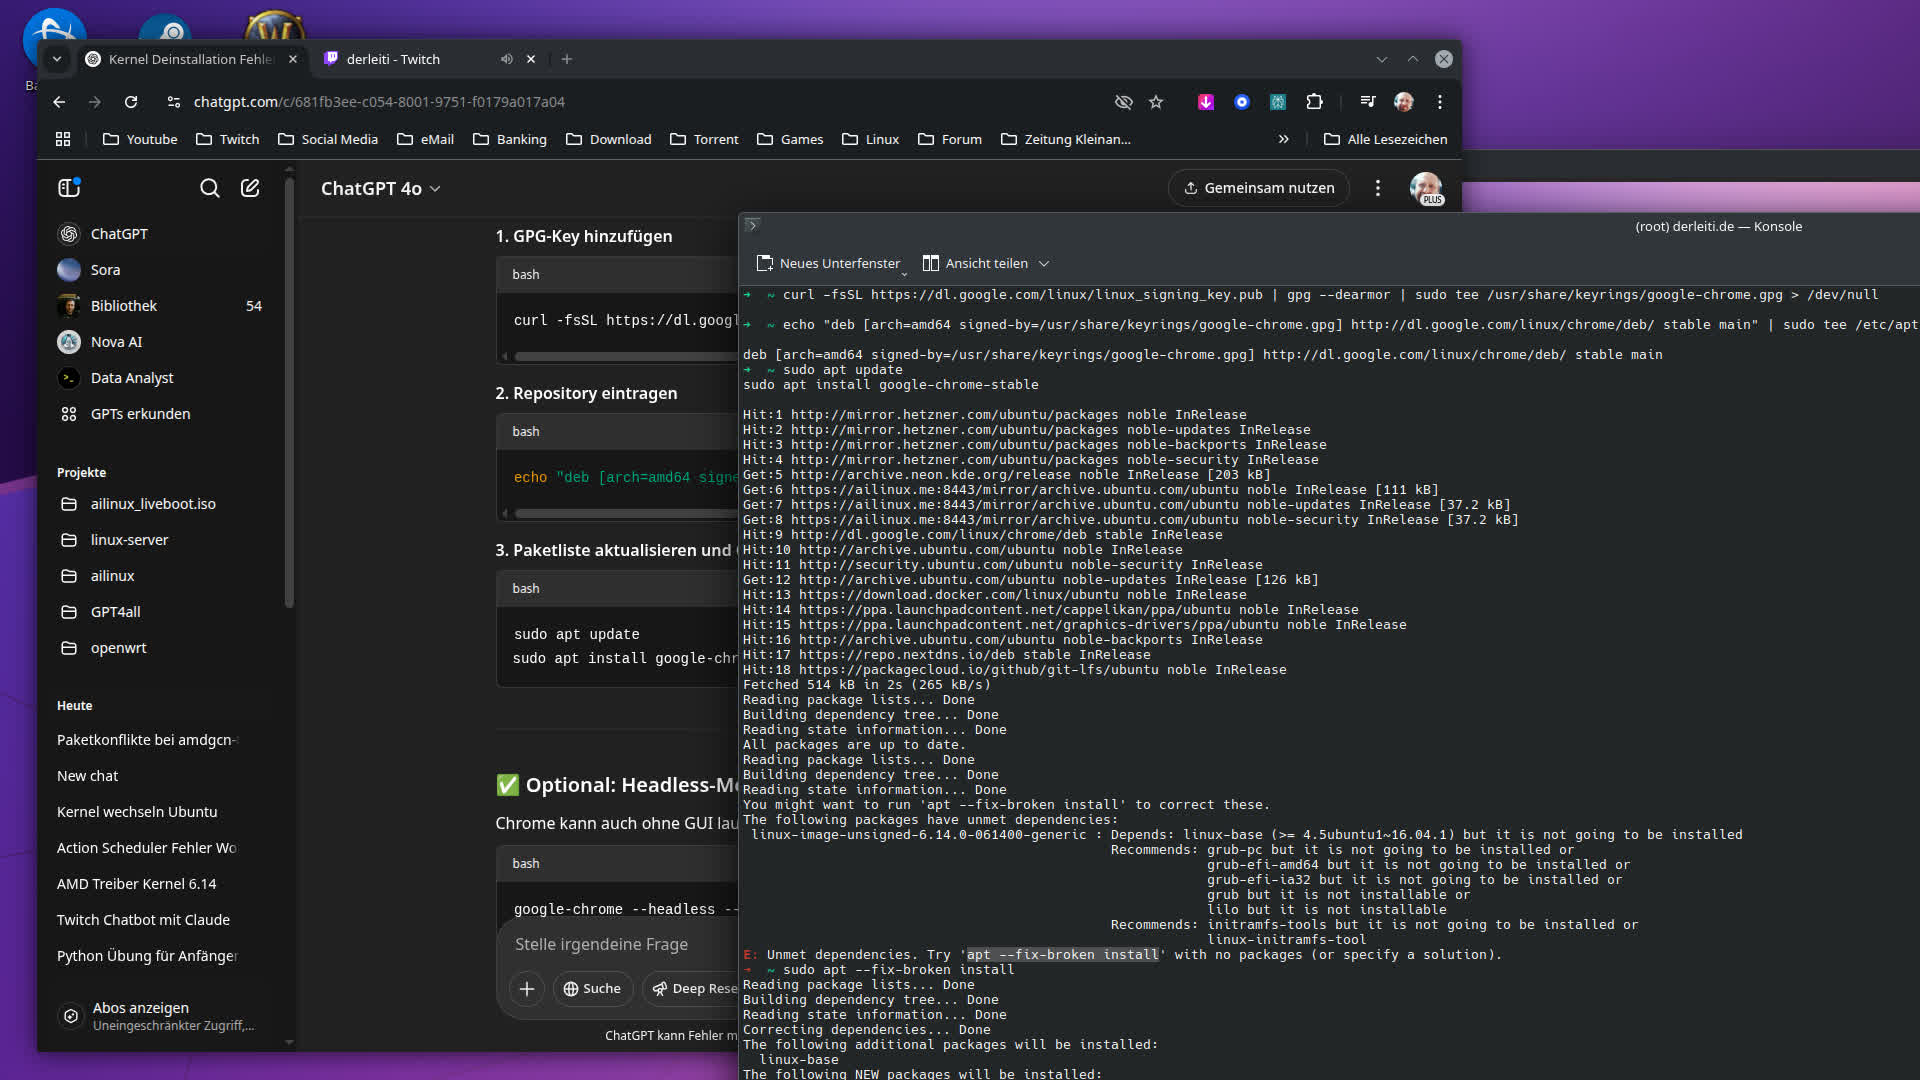 Ba
Kernel Deinstallation Fehle
derleiti - Twitch
chatgpt.com/c/681fb3ee-c054-8001-9751-f0179a017a04
Youtube
Twitch
Social Media
eMail
Banking
Download
Torrent
Games
Linux
Forum
Zeitung Kleinan...
Alle Lesezeichen
ChatGPT 4o
Gemeinsam nutzen
PLUS
ChatGPT
Sora
Bibliothek
54
Nova AI
Data Analyst
GPTs erkunden
Projekte
ailinux_liveboot.iso
linux-server
ailinux
GPT4all
openwrt
Heute
Paketkonflikte bei amdgcn-
New chat
Kernel wechseln Ubuntu
Action Scheduler Fehler Wo
AMD Treiber Kernel 6.14
Twitch Chatbot mit Claude
Python Übung für Anfänger
Abos anzeigen
Uneingeschränkter Zugriff,...
1. GPG-Key hinzufügen
bash
curl -fsSL https://dl.googl
2. Repository eintragen
bash
echo "deb [arch=amd64 signe
3. Paketliste aktualisieren und
bash
sudo apt update
sudo apt install google-chr
✅ Optional: Headless-Mo
Chrome kann auch ohne GUI lau
bash
google-chrome --headless --
Stelle irgendeine Frage
Suche
Deep Rese
ChatGPT kann Fehler m
(root) derleiti.de — Konsole
Neues Unterfenster
Ansicht teilen
➜ ~ curl -fsSL https://dl.google.com/linux/linux_signing_key.pub | gpg --dearmor | sudo tee /usr/share/keyrings/google-chrome.gpg > /dev/null
➜ ~ echo "deb [arch=amd64 signed-by=/usr/share/keyrings/google-chrome.gpg] http://dl.google.com/linux/chrome/deb/ stable main" | sudo tee /etc/apt
deb [arch=amd64 signed-by=/usr/share/keyrings/google-chrome.gpg] http://dl.google.com/linux/chrome/deb/ stable main
➜ ~ sudo apt update
sudo apt install google-chrome-stable
Hit:1 http://mirror.hetzner.com/ubuntu/packages noble InRelease
Hit:2 http://mirror.hetzner.com/ubuntu/packages noble-updates InRelease
Hit:3 http://mirror.hetzner.com/ubuntu/packages noble-backports InRelease
Hit:4 http://mirror.hetzner.com/ubuntu/packages noble-security InRelease
Get:5 http://archive.neon.kde.org/release noble InRelease [203 kB]
Get:6 https://ailinux.me:8443/mirror/archive.ubuntu.com/ubuntu noble InRelease [111 kB]
Get:7 https://ailinux.me:8443/mirror/archive.ubuntu.com/ubuntu noble-updates InRelease [37.2 kB]
Get:8 https://ailinux.me:8443/mirror/archive.ubuntu.com/ubuntu noble-security InRelease [37.2 kB]
Hit:9 http://dl.google.com/linux/chrome/deb stable InRelease
Hit:10 http://archive.ubuntu.com/ubuntu noble InRelease
Hit:11 http://security.ubuntu.com/ubuntu noble-security InRelease
Get:12 http://archive.ubuntu.com/ubuntu noble-updates InRelease [126 kB]
Hit:13 https://download.docker.com/linux/ubuntu noble InRelease
Hit:14 https://ppa.launchpadcontent.net/cappelikan/ppa/ubuntu noble InRelease
Hit:15 https://ppa.launchpadcontent.net/graphics-drivers/ppa/ubuntu noble InRelease
Hit:16 http://archive.ubuntu.com/ubuntu noble-backports InRelease
Hit:17 https://repo.nextdns.io/deb stable InRelease
Hit:18 https://packagecloud.io/github/git-lfs/ubuntu noble InRelease
Fetched 514 kB in 2s (265 kB/s)
Reading package lists... Done
Building dependency tree... Done
Reading state information... Done
All packages are up to date.
Reading package lists... Done
Building dependency tree... Done
Reading state information... Done
You might want to run 'apt --fix-broken install' to correct these.
The following packages have unmet dependencies:
linux-image-unsigned-6.14.0-061400-generic : Depends: linux-base (>= 4.5ubuntu1~16.04.1) but it is not going to be installed
Recommends: grub-pc but it is not going to be installed or
grub-efi-amd64 but it is not going to be installed or
grub-efi-ia32 but it is not going to be installed or
grub but it is not installable or
lilo but it is not installable
Recommends: initramfs-tools but it is not going to be installed or
linux-initramfs-tool
E: Unmet dependencies. Try 'apt --fix-broken install' with no packages (or specify a solution).
➜ ~ sudo apt --fix-broken install
Reading package lists... Done
Building dependency tree... Done
Reading state information... Done
Correcting dependencies... Done
The following additional packages will be installed:
linux-base
The following NEW packages will be installed: